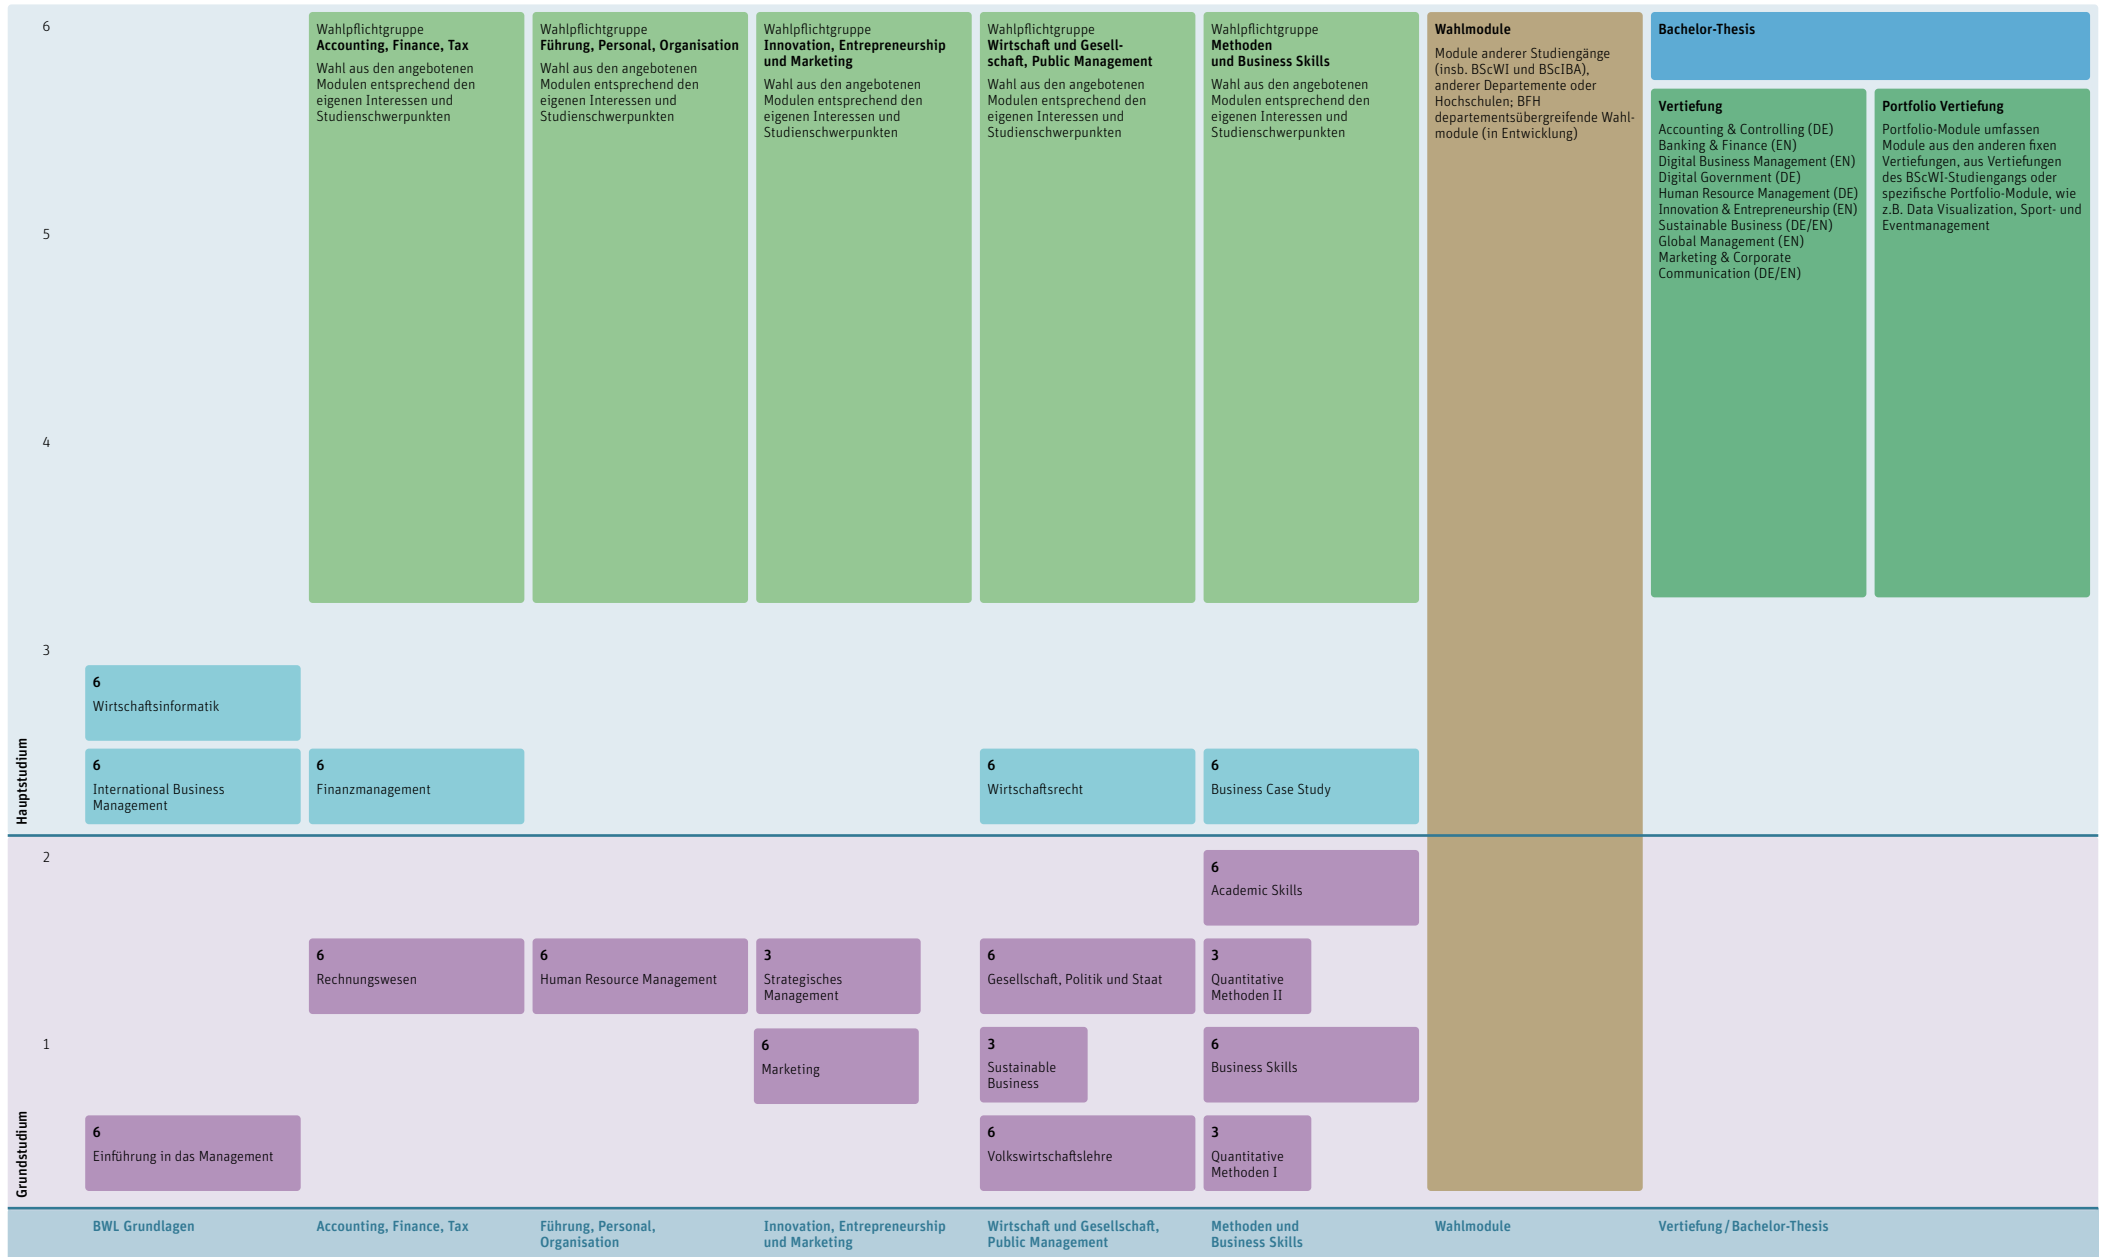 6
Wahlpflichtgruppe
Accounting, Finance, Tax
Wahl aus den angebotenen
Modulen entsprechend den
eigenen Interessen und
Studienschwerpunkten
Wahlpflichtgruppe
Führung, Personal, Organisation
Wahl aus den angebotenen
Modulen entsprechend den
eigenen Interessen und
Studienschwerpunkten
Wahlpflichtgruppe
Innovation, Entrepreneurship
und Marketing
Wahl aus den angebotenen
Modulen entsprechend den
eigenen Interessen und
Studienschwerpunkten
Wahlpflichtgruppe
Wirtschaft und Gesell-
schaft, Public Management
Wahl aus den angebotenen
Modulen entsprechend den
eigenen Interessen und
Studienschwerpunkten
Wahlpflichtgruppe
Methoden
und Business Skills
Wahl aus den angebotenen
Modulen entsprechend den
eigenen Interessen und
Studienschwerpunkten
Wahlmodule
Module anderer Studiengänge
(insb. BScWI und BScIBA),
anderer Departemente oder
Hochschulen; BFH
departementsübergreifende Wahl-
module (in Entwicklung)
Bachelor-Thesis
Vertiefung
Accounting & Controlling (DE)
Banking & Finance (EN)
Digital Business Management (EN)
Digital Government (DE)
Human Resource Management (DE)
Innovation & Entrepreneurship (EN)
Sustainable Business (DE/EN)
Global Management (EN)
Marketing & Corporate
Communication (DE/EN)
Portfolio Vertiefung
Portfolio-Module umfassen
Module aus den anderen fixen
Vertiefungen, aus Vertiefungen
des BScWI-Studiengangs oder
spezifische Portfolio-Module, wie
z.B. Data Visualization, Sport- und
Eventmanagement
5
4
3
Hauptstudium
6
Wirtschaftsinformatik
6
International Business
Management
6
Finanzmanagement
6
Wirtschaftsrecht
6
Business Case Study
2
6
Academic Skills
6
Rechnungswesen
6
Human Resource Management
3
Strategisches
Management
6
Gesellschaft, Politik und Staat
3
Quantitative
Methoden II
1
6
Marketing
3
Sustainable
Business
6
Business Skills
Grundstudium
6
Einführung in das Management
6
Volkswirtschaftslehre
3
Quantitative
Methoden I
BWL Grundlagen
Accounting, Finance, Tax
Führung, Personal,
Organisation
Innovation, Entrepreneurship
und Marketing
Wirtschaft und Gesellschaft,
Public Management
Methoden und
Business Skills
Wahlmodule
Vertiefung / Bachelor-Thesis